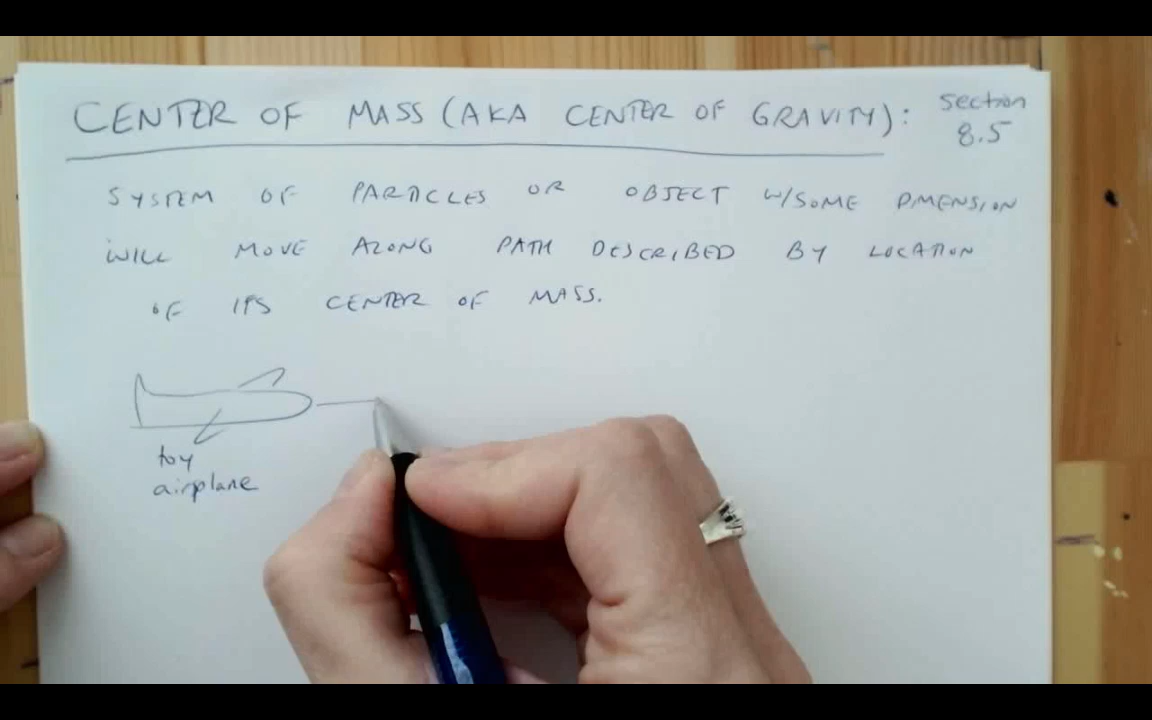 CENTER OF MASS (AKA CENTER OF GRAVITY): section 8.5
SYSTEM OF PARTICLES OR OBJECT W/SOME DIMENSION
WILL MOVE ALONG PATH DESCRIBED BY LOCATION
OF ITS CENTER OF MASS.
toy
airplane